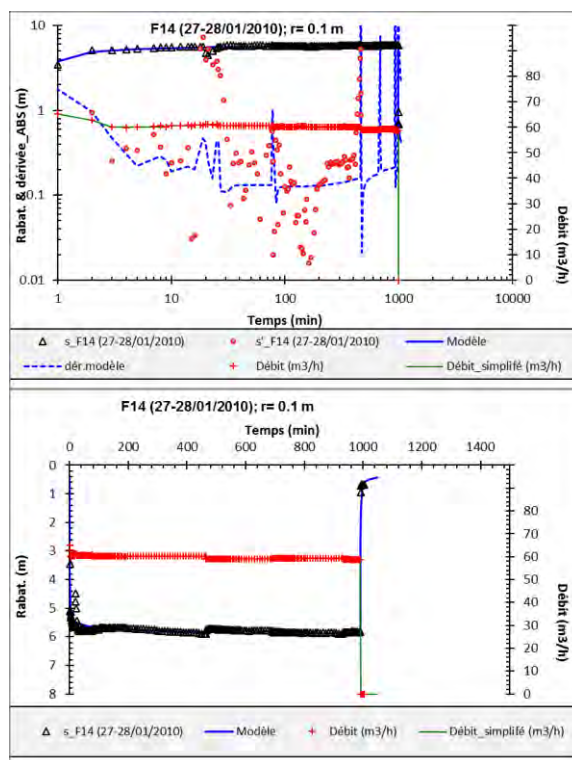 F14 (27-28/01/2010); r= 0.1 m
10
1
0.1
0.01
Rabat. & dérivée_ABS (m)
90
80
70
60
50
40
30
20
10
0
Débit (m3/h)
1 10 100 1000 10000
Temps (min)
s_F14 (27-28/01/2010) s'_F14 (27-28/01/2010) Modèle
dér.modèle Débit (m3/h) Débit_simplifé (m3/h)
F14 (27-28/01/2010); r= 0.1 m
Temps (min)
0 200 400 600 800 1000 1200 1400
0
1
2
3
4
5
6
7
8
Rabat. (m)
90
80
70
60
50
40
30
20
10
0
Débit (m3/h)
s_F14 (27-28/01/2010) Modèle Débit (m3/h) Débit_simplifé (m3/h)